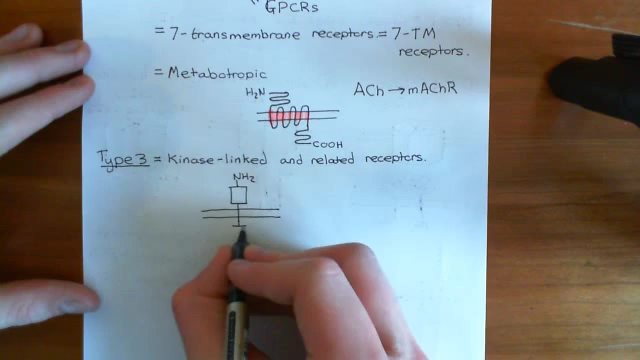 GPCRs
= 7-transmembrane receptors. = 7-TM
receptors.
= Metabotropic
H₂N
ACh → mAChR
COOH
Type 3 = Kinase-linked and related receptors.
NH₂